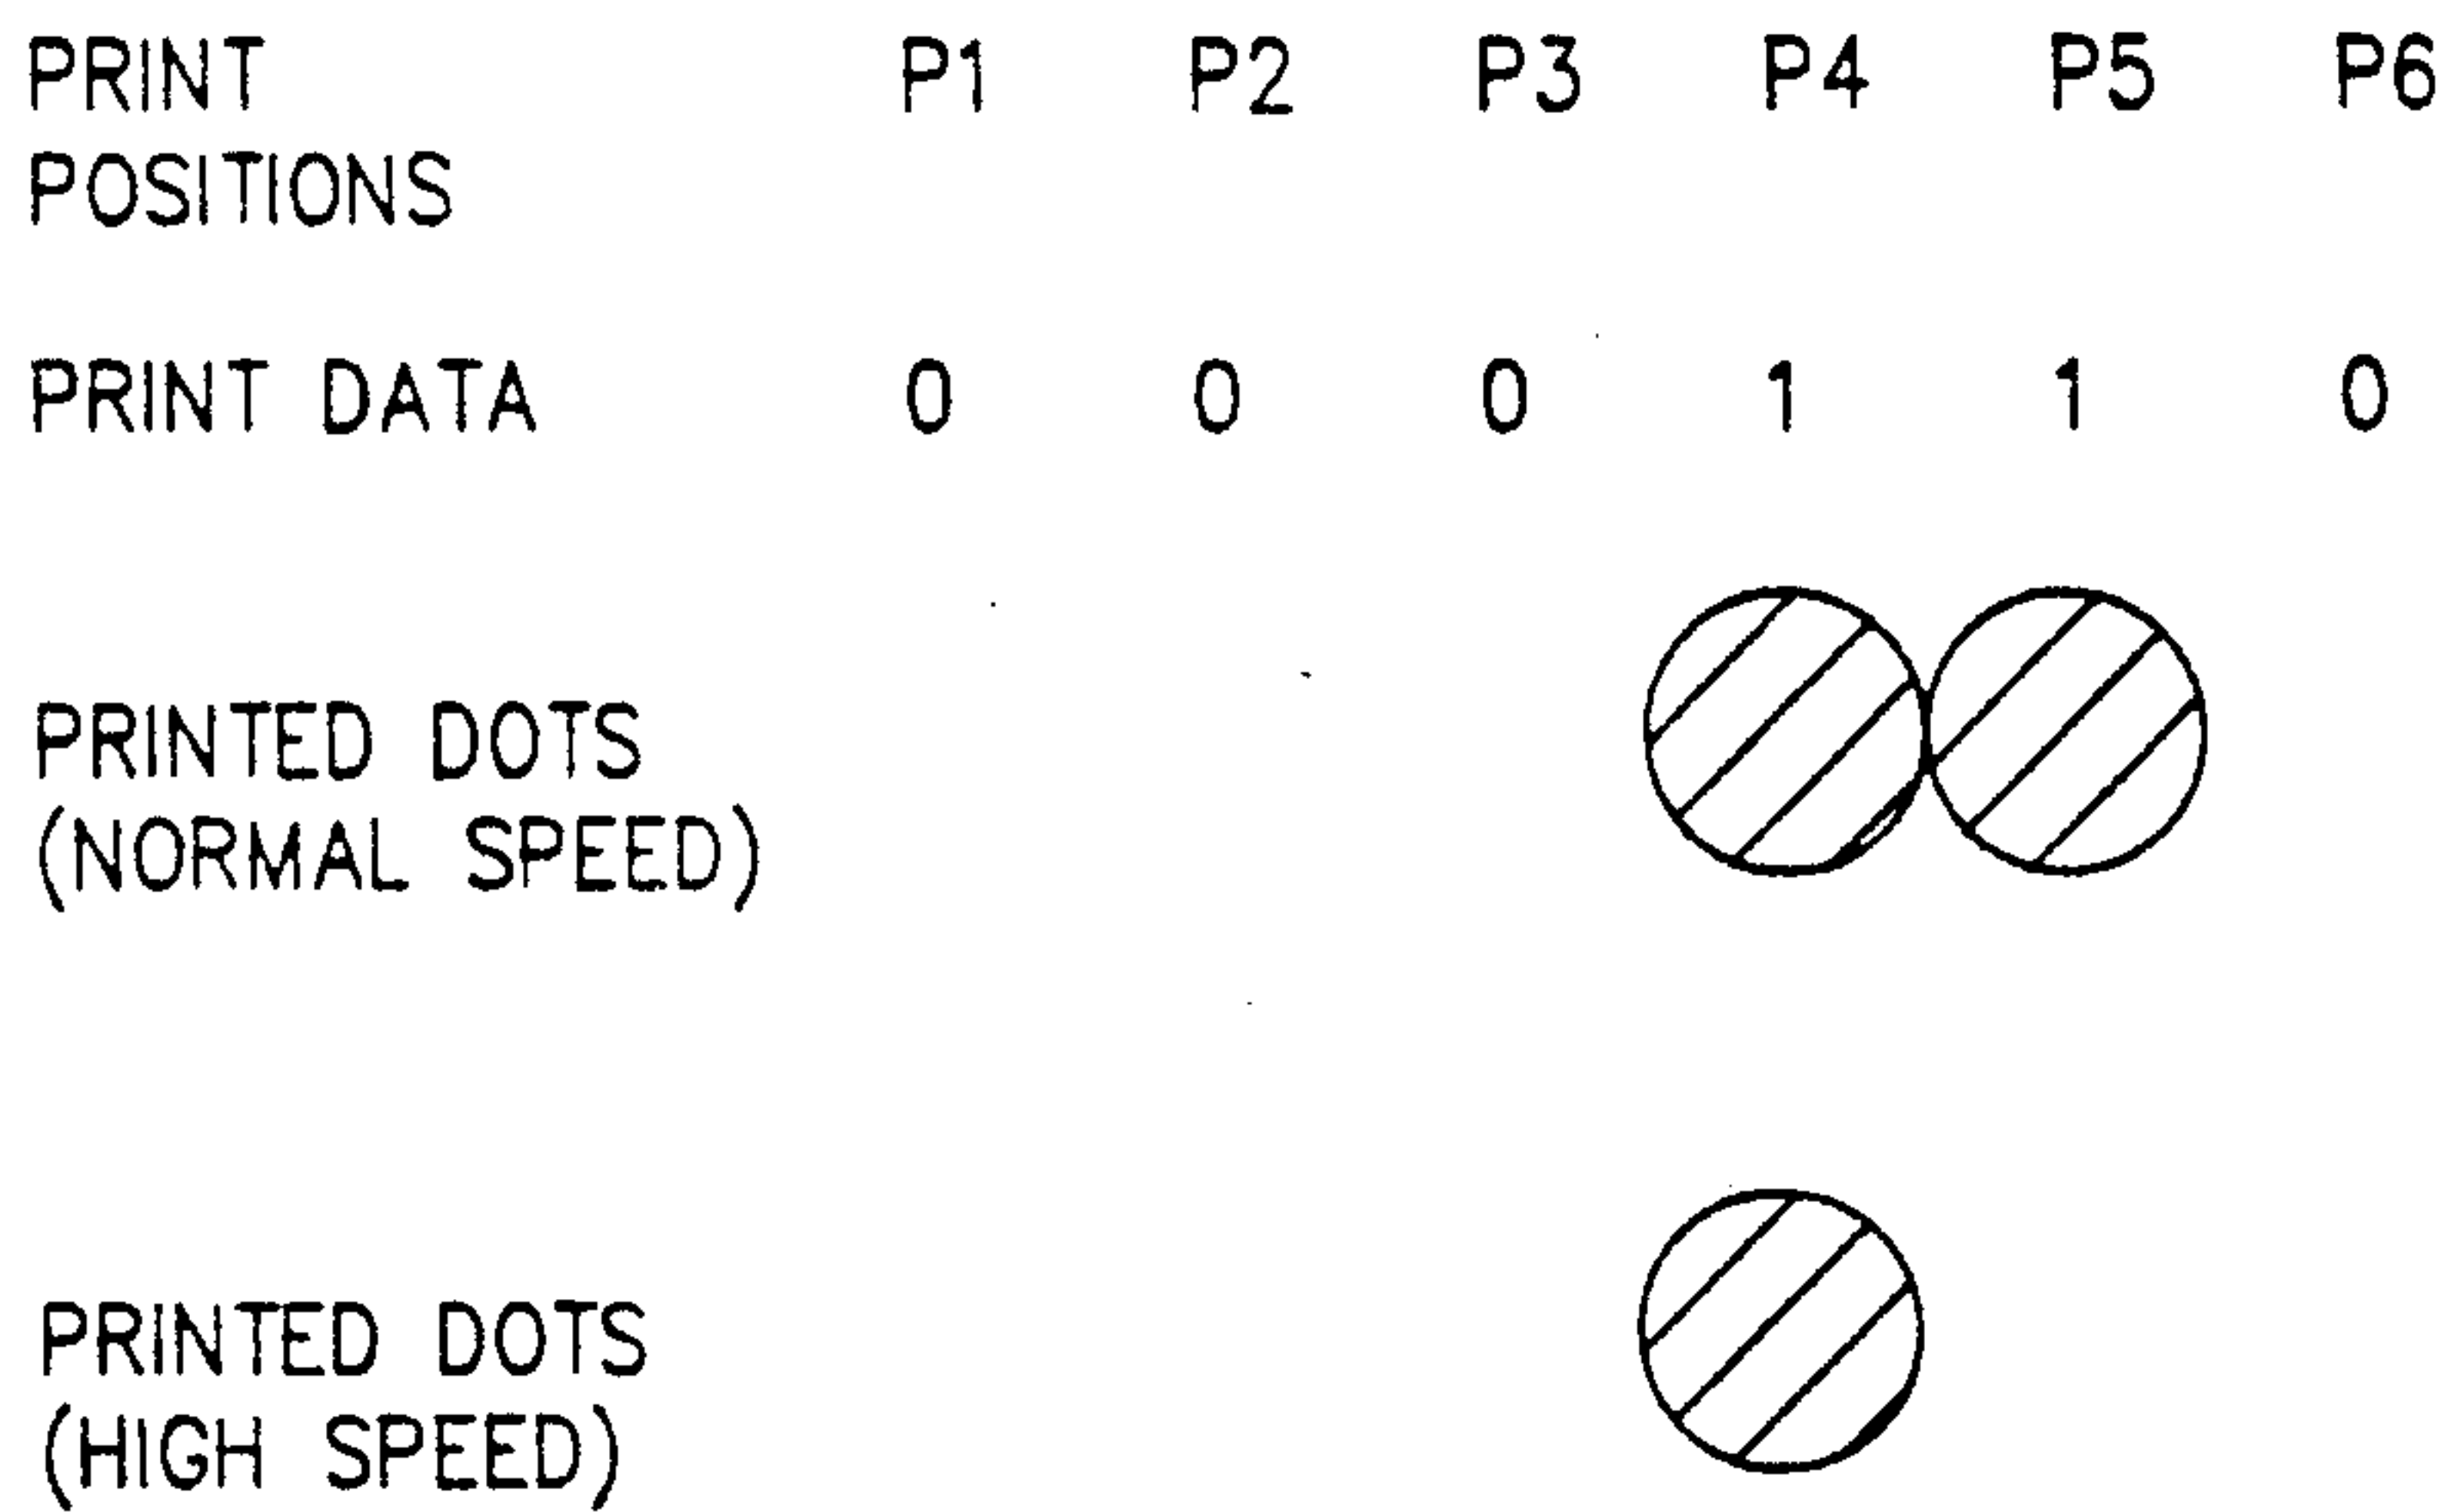 PRINT P1 P2 P3 P4 P5 P6
POSITIONS
PRINT DATA 0 0 0 1 1 0
PRINTED DOTS
(NORMAL SPEED)
PRINTED DOTS
(HIGH SPEED)